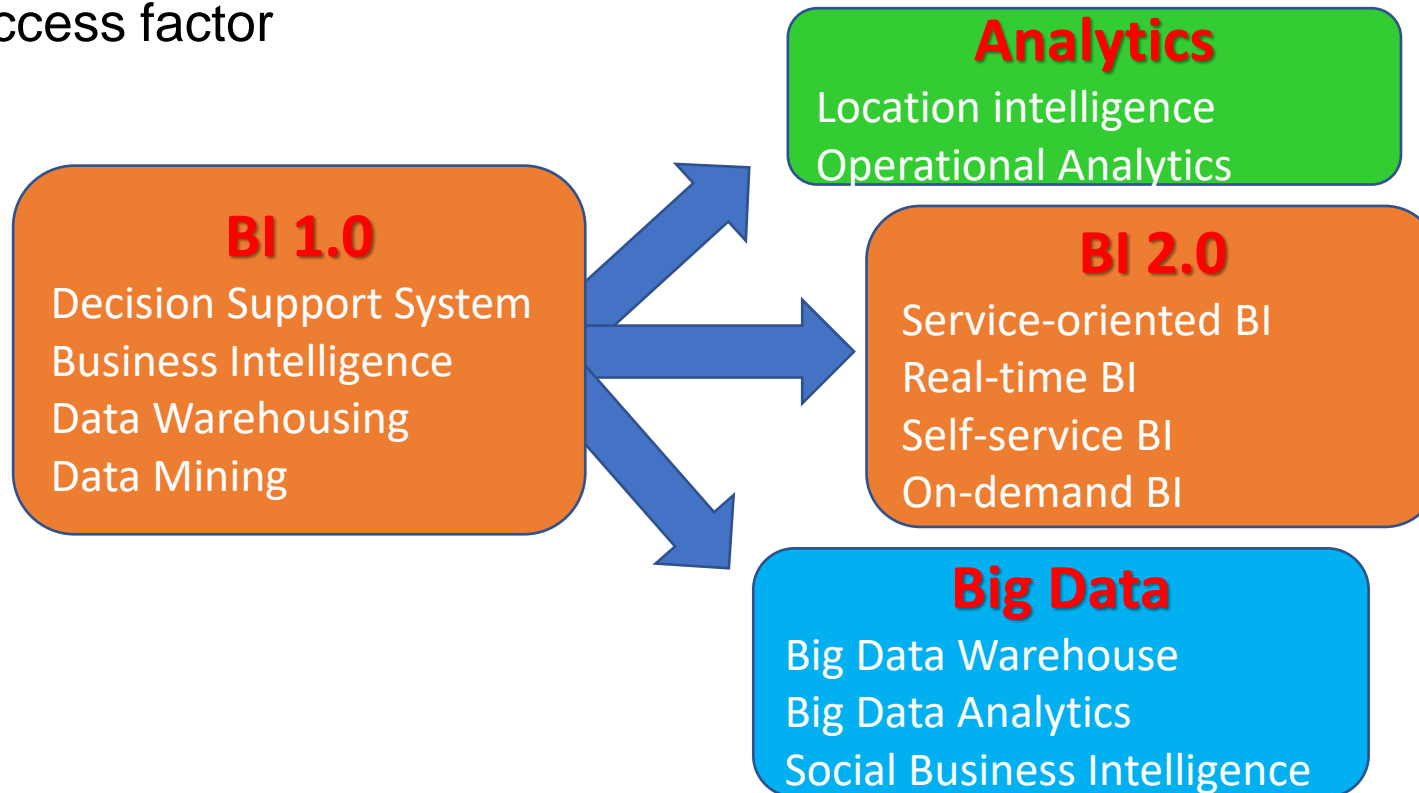 ccess factor
BI 1.0
Decision Support System
Business Intelligence
Data Warehousing
Data Mining
Analytics
Location intelligence
Operational Analytics
BI 2.0
Service-oriented BI
Real-time BI
Self-service BI
On-demand BI
Big Data
Big Data Warehouse
Big Data Analytics
Social Business Intelligence